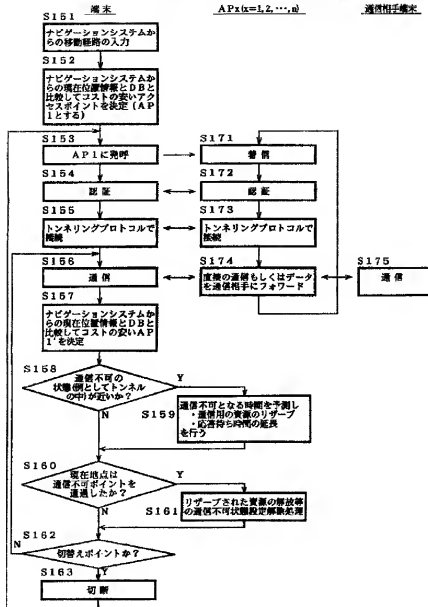 端末
APx(x=1,2,…,n)
通信相手端末
S151
ナビゲーションシステムか
らの移動経路の入力
S152
ナビゲーションシステム
からの現在位置情報とDBと
比較してコストの安いアク
セスポイントを決定(AP
1とする)
S153
AP1に発呼
S171
着信
S154
認証
S172
認証
S155
トンネリングプロトコルで
接続
S173
トンネリングプロトコルで
接続
S156
通信
S174
直接の通信もしくはデータ
を通信相手にフォワード
S175
通信
S157
ナビゲーションシステムか
らの現在位置情報とDBと
比較してコストの安いAP
1'を決定
S158
通信不可の
状態(例としてトンネル
の中)が近いか?
Y
N
S159
通信不可となる時間を予測し
・通信用の資源のリザーブ
・応答待ち時間の延長
を行う
S160
現在地点は
通信不可ポイントを
通過したか?
Y
N
S161
リザーブされた資源の解放等
の通信不可状態設定解除処理
S162
切替えポイントか?
N
Y
S163
切断